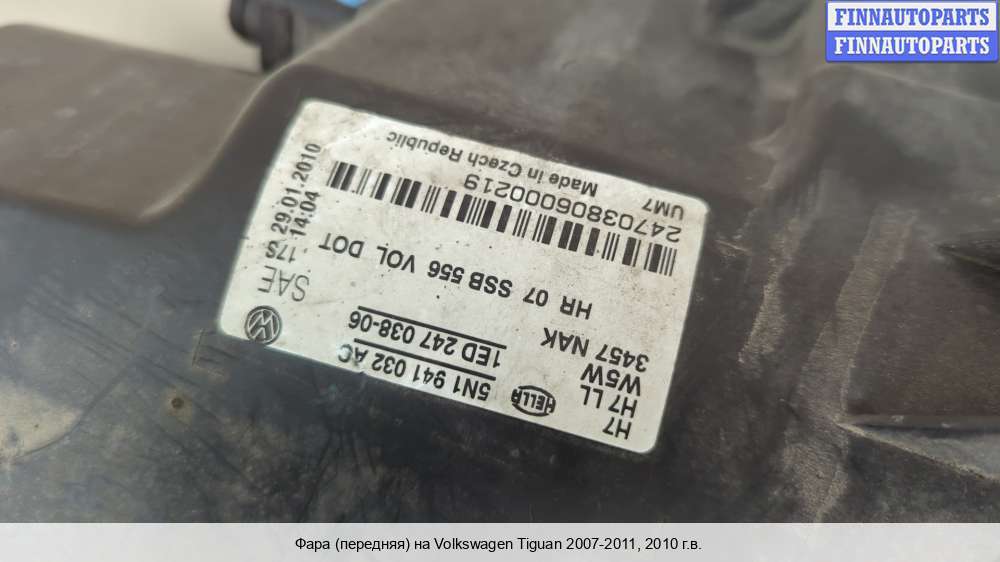 FINNAUTOPARTS
FINNAUTOPARTS
H7
H7 LL
W5W
3457 NAK
HELLA
5N1 941 032 AC
1ED 247 038-06
HR 07 SSB 556 VOL DOT
SAE
24703806000219
UM7
Made in Czech Republic
17S 29.01.2010
14:04
Фара (передняя) на Volkswagen Tiguan 2007-2011, 2010 г.в.